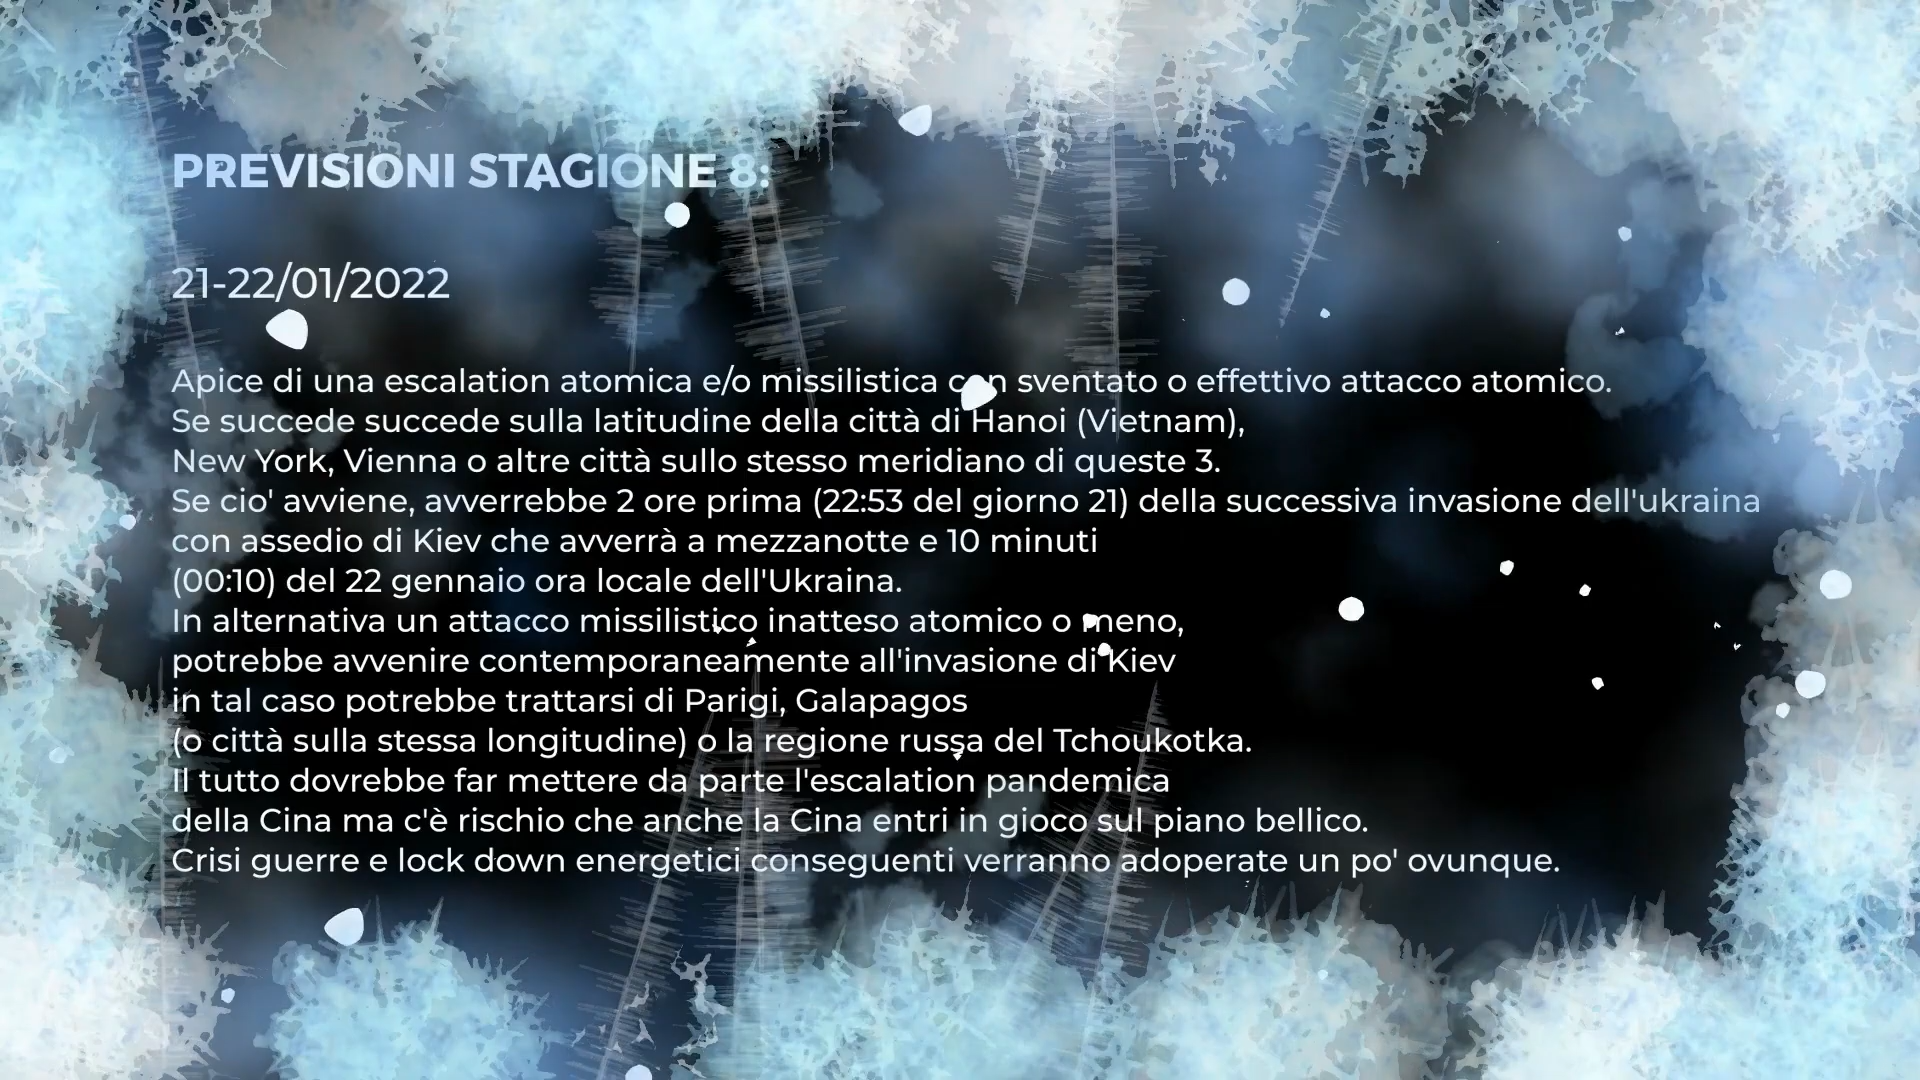 PREVISIONI STAGIONE 8:
21-22/01/2022
Apice di una escalation atomica e/o missilistica con sventato o effettivo attacco atomico.
Se succede succede sulla latitudine della città di Hanoi (Vietnam),
New York, Vienna o altre città sullo stesso meridiano di queste 3.
Se cio' avviene, avverrebbe 2 ore prima (22:53 del giorno 21) della successiva invasione dell'ukraina
con assedio di Kiev che avverrà a mezzanotte e 10 minuti
(00:10) del 22 gennaio ora locale dell'Ukraina.
In alternativa un attacco missilistico inatteso atomico o meno,
potrebbe avvenire contemporaneamente all'invasione di Kiev
in tal caso potrebbe trattarsi di Parigi, Galapagos
(o città sulla stessa longitudine) o la regione russa del Tchoukotka.
Il tutto dovrebbe far mettere da parte l'escalation pandemica
della Cina ma c'è rischio che anche la Cina entri in gioco sul piano bellico.
Crisi guerre e lock down energetici conseguenti verranno adoperate un po' ovunque.